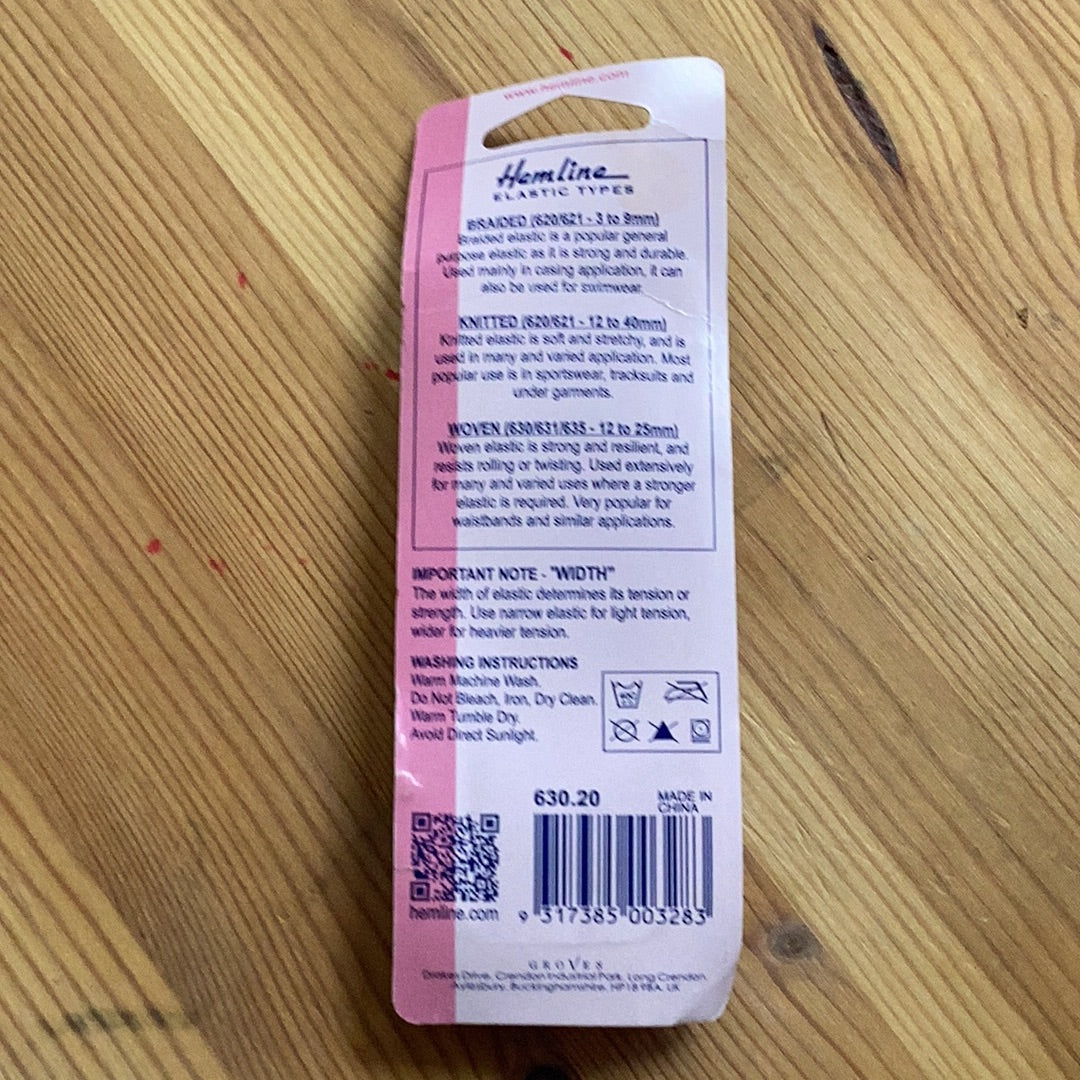 www.hemline.com
Hemline
ELASTIC TYPES
BRAIDED (620/621 - 3 to 9mm)
Braided elastic is a popular general
purpose elastic as it is strong and durable.
Used mainly in casing application, it can
also be used for swimwear.
KNITTED (620/621 - 12 to 40mm)
Knitted elastic is soft and stretchy, and is
used in many and varied application. Most
popular use is in sportswear, tracksuits and
under garments.
WOVEN (630/631/635 - 12 to 25mm)
Woven elastic is strong and resilient, and
resists rolling or twisting. Used extensively
for many and varied uses where a stronger
elastic is required. Very popular for
waistbands and similar applications.
IMPORTANT NOTE - "WIDTH"
The width of elastic determines its tension or
strength. Use narrow elastic for light tension,
wider for heavier tension.
WASHING INSTRUCTIONS
Warm Machine Wash.
Do Not Bleach, Iron, Dry Clean.
Warm Tumble Dry.
Avoid Direct Sunlight.
630.20
MADE IN
CHINA
hemline.com
9 317385 003283
GROVES
Drakes Drive, Crendon Industrial Park, Long Crendon,
Aylesbury, Buckinghamshire, HP18 9BA, UK